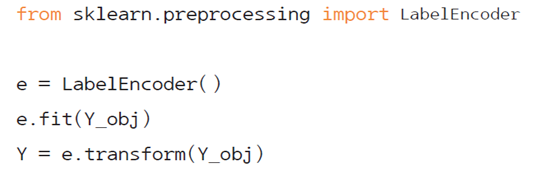 from sklearn.preprocessing import LabelEncoder
e = LabelEncoder()
e.fit(Y_obj)
Y = e.transform(Y_obj)